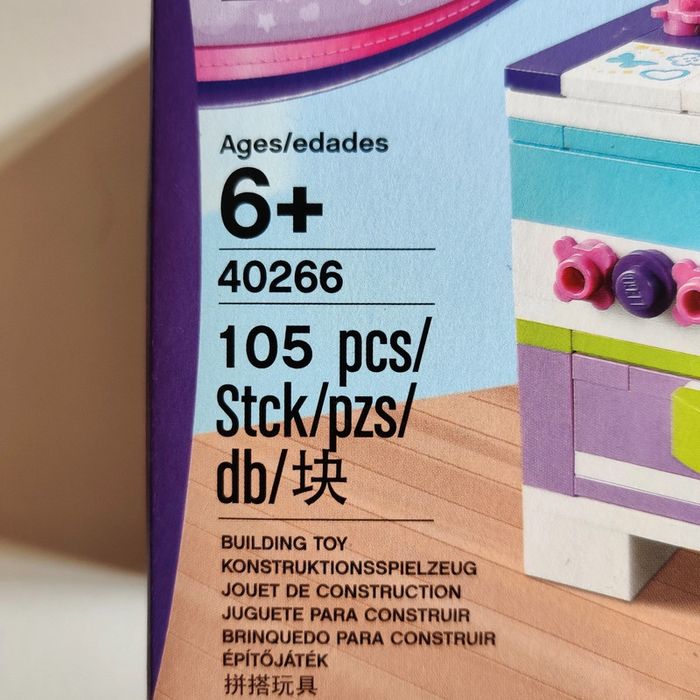 Ages/edades
6+
40266
105 pcs/
Stck/pzs/
db/块
BUILDING TOY
KONSTRUKTIONSSPIELZEUG
JOUET DE CONSTRUCTION
JUGUETE PARA CONSTRUIR
BRINQUEDO PARA CONSTRUIR
ÉPÍTŐJÁTÉK
拼搭玩具